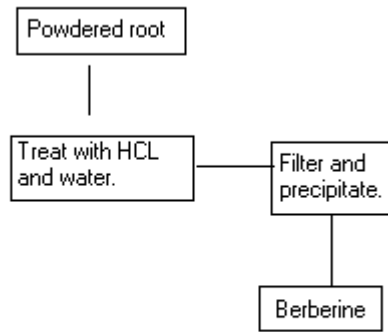 Powdered root
Treat with HCL
and water.
Filter and
precipitate.
Berberine